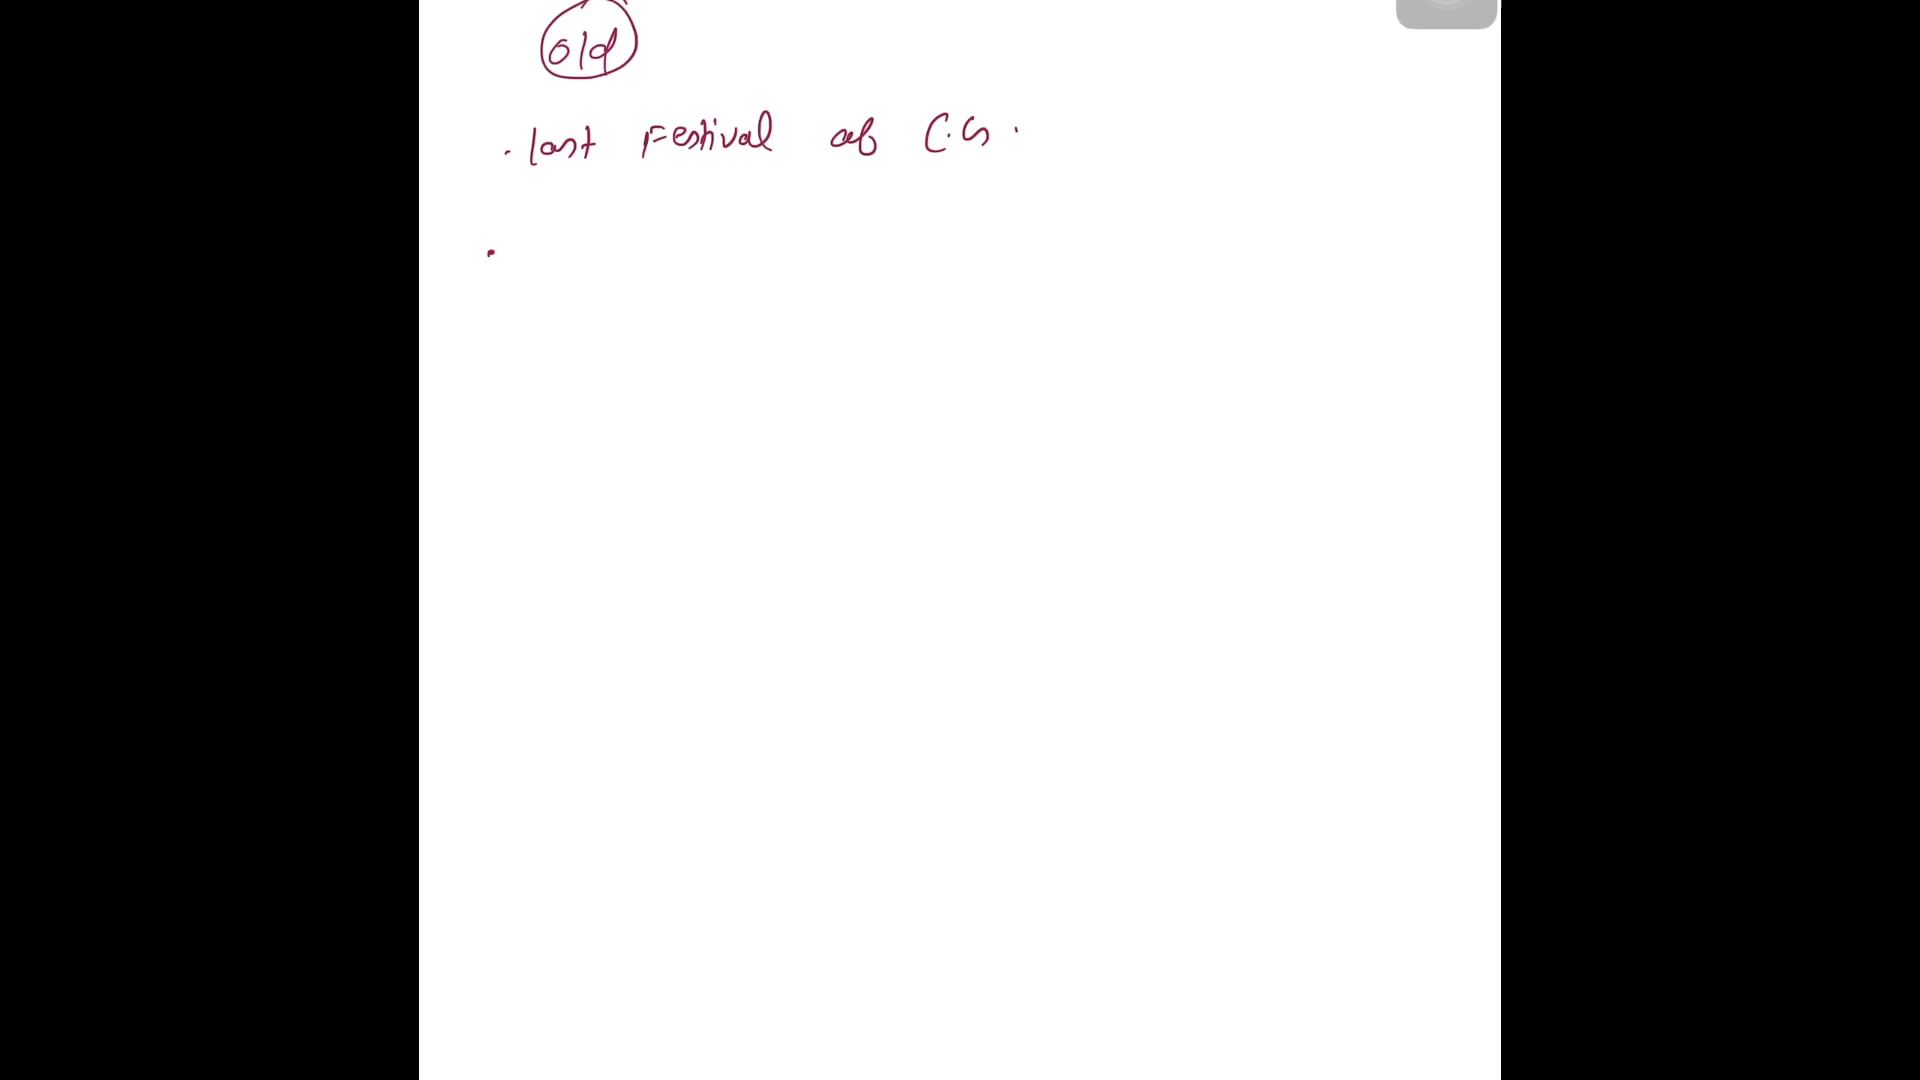 old
. last Festival of C.G.
.